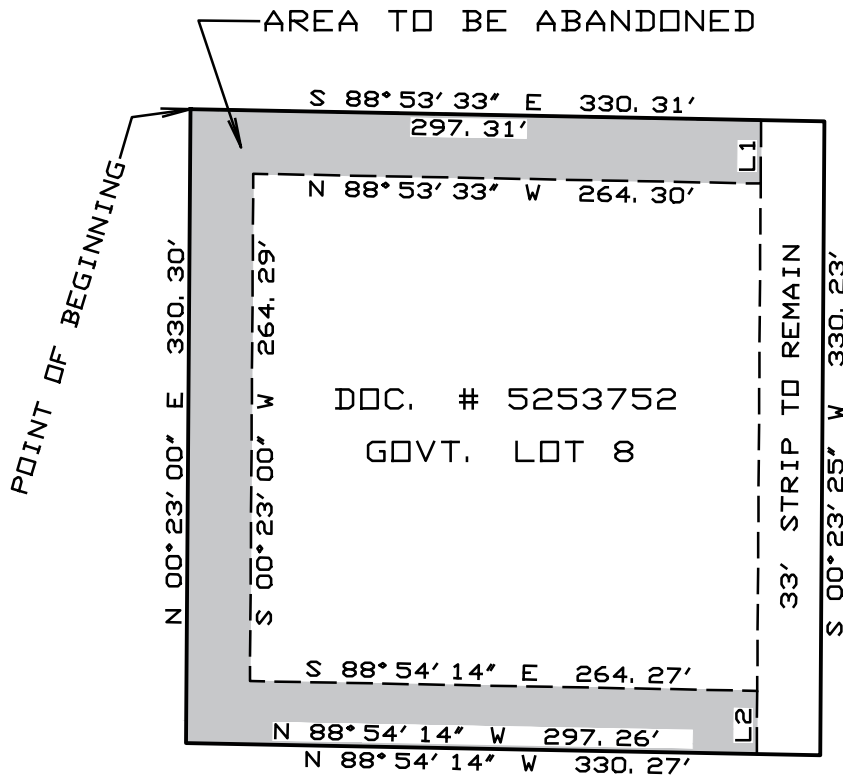 AREA TO BE ABANDONED
S 88°53'33" E 330.31'
297.31'
L1
N 88°53'33" W 264.30'
POINT OF BEGINNING
N 00°23'00" E 330.30'
S 00°23'00" W 264.29'
DOC. # 5253752
GOVT. LOT 8
33' STRIP TO REMAIN
S 00°23'25" W 330.23'
S 88°54'14" E 264.27'
L2
N 88°54'14" W 297.26'
N 88°54'14" W 330.27'